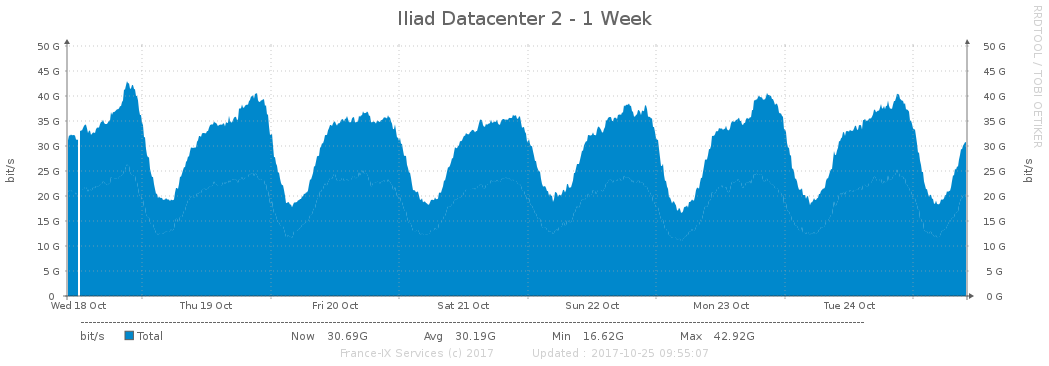 Iliad Datacenter 2 - 1 Week
RRDTOOL / TOBI OETIKER
50 G 50 G
45 G 45 G
40 G 40 G
35 G 35 G
30 G 30 G
25 G 25 G
20 G 20 G
15 G 15 G
10 G 10 G
5 G 5 G
0 0 G
bit/s bit/s
Wed 18 Oct Thu 19 Oct Fri 20 Oct Sat 21 Oct Sun 22 Oct Mon 23 Oct Tue 24 Oct
bit/s Total Now 30.69G Avg 30.19G Min 16.62G Max 42.92G
France-IX Services (c) 2017 Updated : 2017-10-25 09:55:07